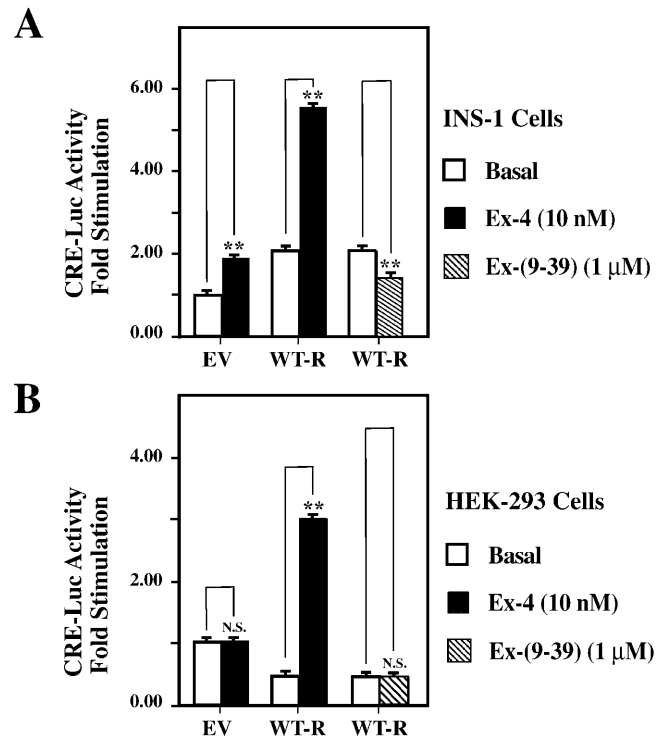 A
CRE-Luc Activity
Fold Stimulation
6.00
4.00
2.00
0.00
**
**
**
EV
WT-R
WT-R
INS-1 Cells
Basal
Ex-4 (10 nM)
Ex-(9-39) (1 µM)
B
CRE-Luc Activity
Fold Stimulation
4.00
2.00
0.00
N.S.
**
N.S.
EV
WT-R
WT-R
HEK-293 Cells
Basal
Ex-4 (10 nM)
Ex-(9-39) (1 µM)